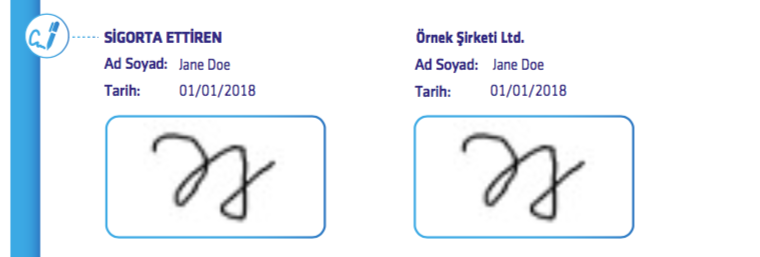 SİGORTA ETTİREN
Ad Soyad: Jane Doe
Tarih: 01/01/2018
Örnek Şirketi Ltd.
Ad Soyad: Jane Doe
Tarih: 01/01/2018